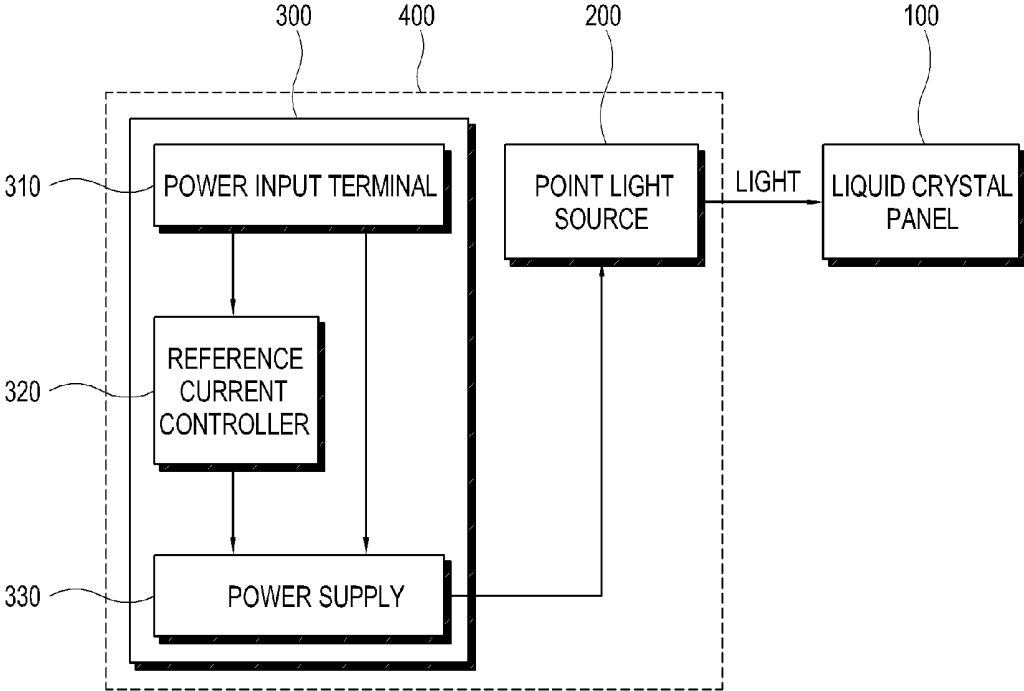 300
400
200
100
310
POWER INPUT TERMINAL
POINT LIGHT
SOURCE
LIGHT
LIQUID CRYSTAL
PANEL
320
REFERENCE
CURRENT
CONTROLLER
330
POWER SUPPLY